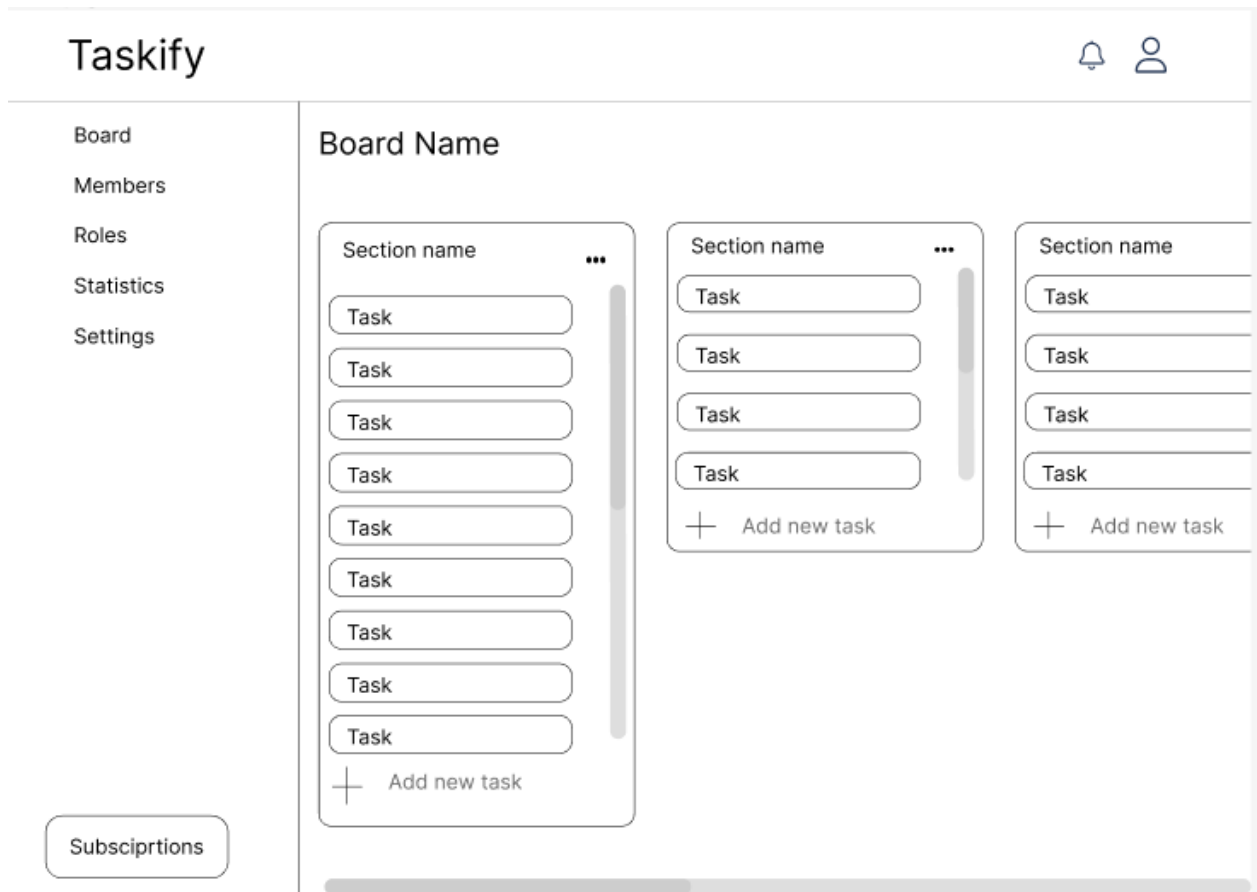 Taskify
Board
Members
Roles
Statistics
Settings
Subsciprtions
Board Name
Section name
Task
Task
Task
Task
Task
Task
Task
Task
Task
Add new task
Section name
Task
Task
Task
Task
Add new task
Section name
Task
Task
Task
Task
Add new task